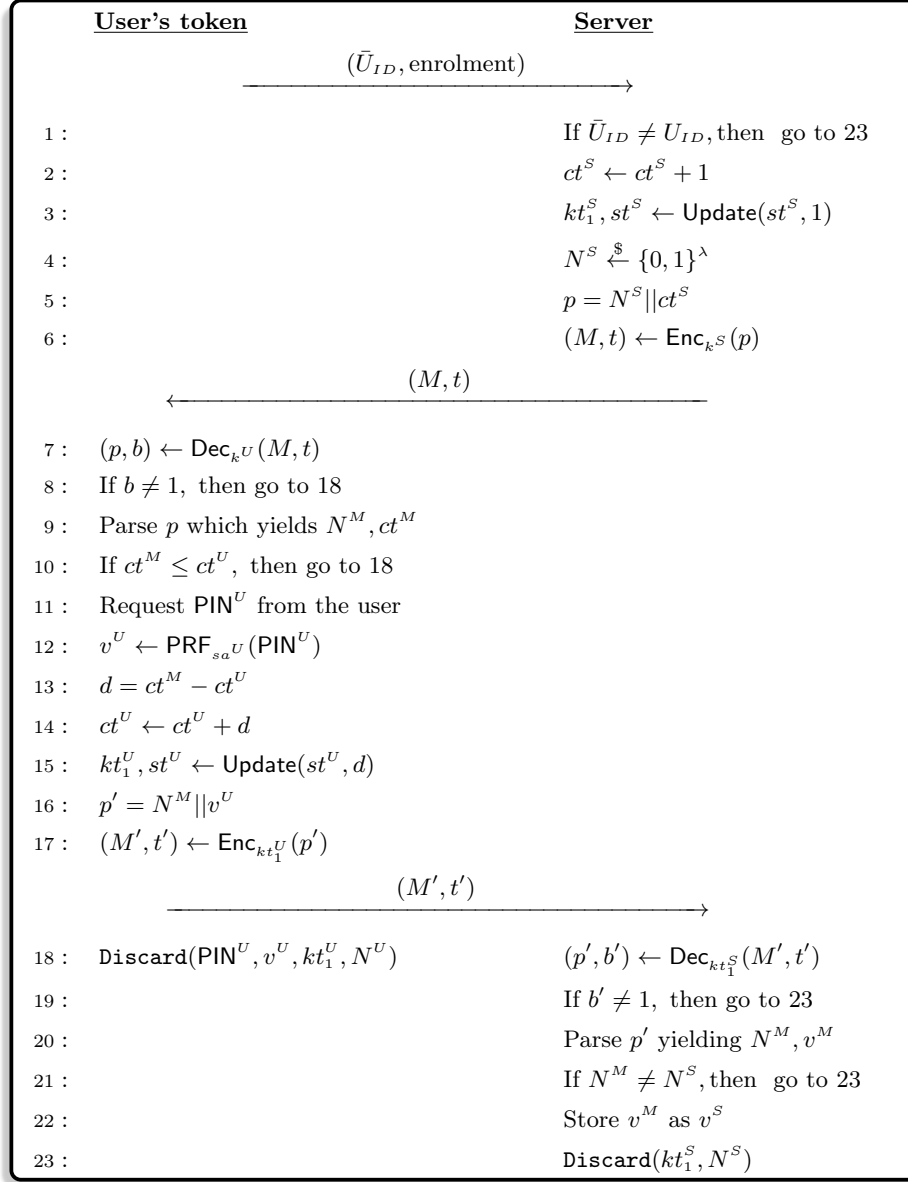 User's token Server
(Ū_ID, enrolment)
1 : If Ū_ID ≠ U_ID, then go to 23
2 : ct^S ← ct^S + 1
3 : kt_1^S, st^S ← Update(st^S, 1)
4 : N^S ←$ {0, 1}^λ
5 : p = N^S||ct^S
6 : (M, t) ← Enc_{k^S}(p)
(M, t)
7 : (p, b) ← Dec_{k^U}(M, t)
8 : If b ≠ 1, then go to 18
9 : Parse p which yields N^M, ct^M
10 : If ct^M ≤ ct^U, then go to 18
11 : Request PIN^U from the user
12 : v^U ← PRF_{sa^U}(PIN^U)
13 : d = ct^M − ct^U
14 : ct^U ← ct^U + d
15 : kt_1^U, st^U ← Update(st^U, d)
16 : p' = N^M||v^U
17 : (M', t') ← Enc_{kt_1^U}(p')
(M', t')
18 : Discard(PIN^U, v^U, kt_1^U, N^U) (p', b') ← Dec_{kt_1^S}(M', t')
19 : If b' ≠ 1, then go to 23
20 : Parse p' yielding N^M, v^M
21 : If N^M ≠ N^S, then go to 23
22 : Store v^M as v^S
23 : Discard(kt_1^S, N^S)